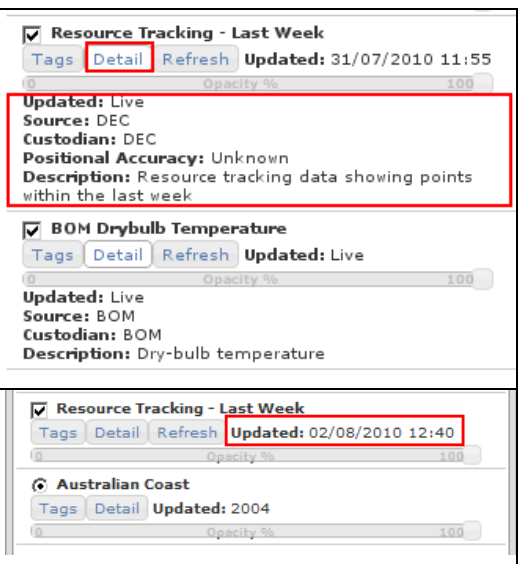 Resource Tracking - Last Week
Tags Detail Refresh Updated: 31/07/2010 11:55
0 Opacity % 100
Updated: Live
Source: DEC
Custodian: DEC
Positional Accuracy: Unknown
Description: Resource tracking data showing points
within the last week
BOM Drybulb Temperature
Tags Detail Refresh Updated: Live
0 Opacity % 100
Updated: Live
Source: BOM
Custodian: BOM
Description: Dry-bulb temperature
Resource Tracking - Last Week
Tags Detail Refresh Updated: 02/08/2010 12:40
0 Opacity % 100
Australian Coast
Tags Detail Updated: 2004
0 Opacity % 100